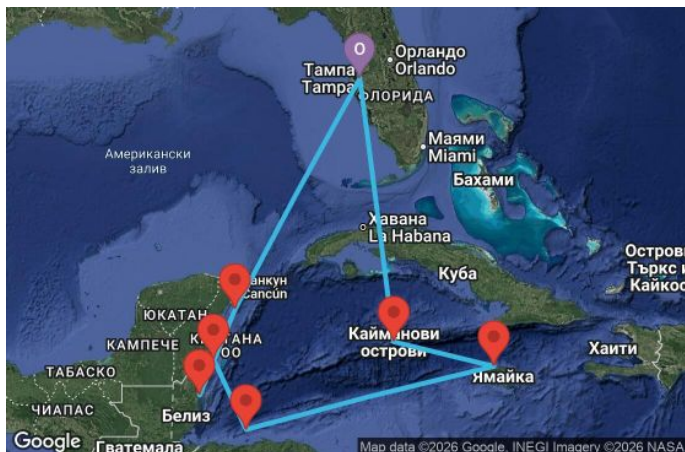 O
Орландо
Orlando
Тампа
Tampa
ФЛОРИДА
Маями
Miami
Американски
залив
Бахами
Хавана
La Habana
Куба
Острови
Търкс и
Кайкос
анкун
Cancún
ЮКАТАН
КАМПЕЧЕ
ТАБАСКО
ЧИАПАС
Белиз
Гватемала
Кайманови
острови
Ямайка
Хаити
Google
Map data ©2026 Google, INEGI Imagery ©2026 NASA